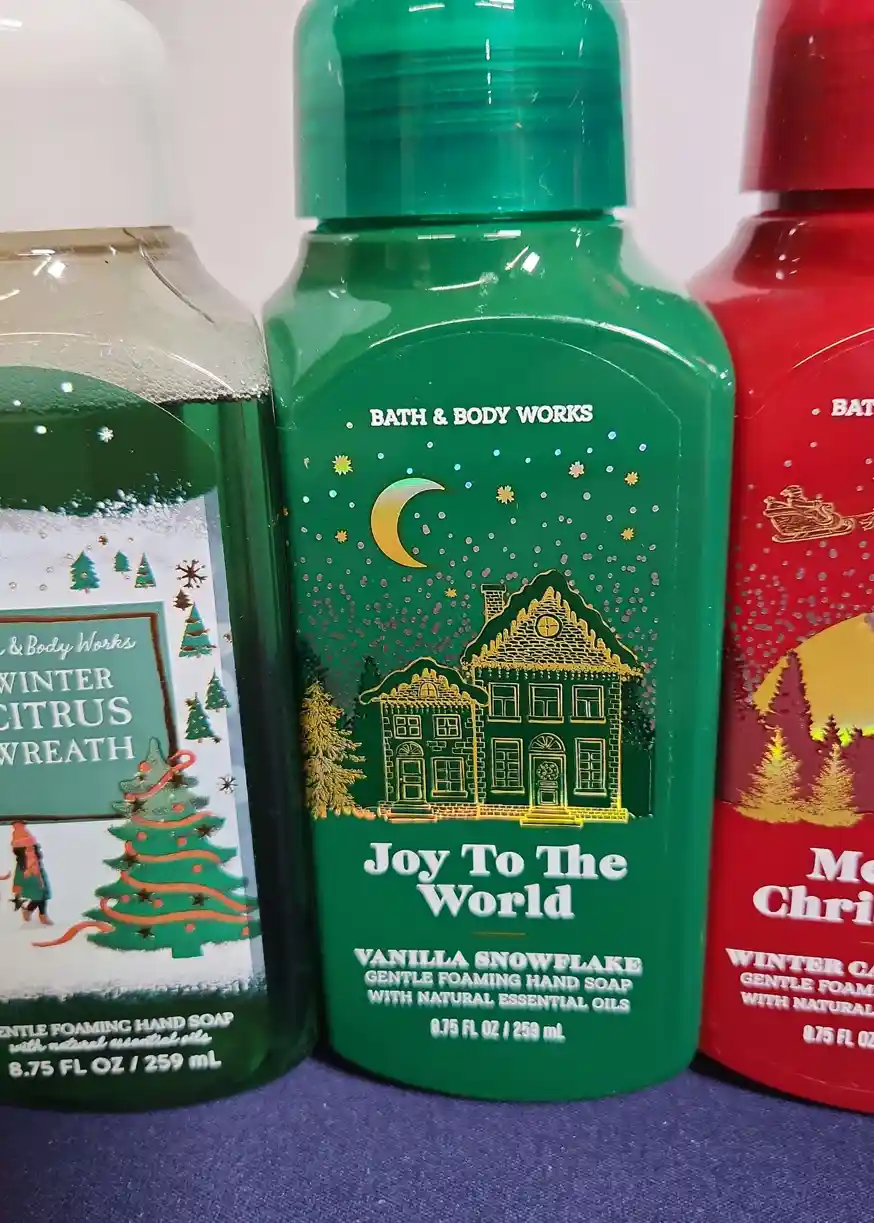 & Body Works
WINTER
CITRUS
WREATH
GENTLE FOAMING HAND SOAP
with natural essential oils
8.75 FL OZ / 259 mL
BATH & BODY WORKS
Joy To The
World
VANILLA SNOWFLAKE
GENTLE FOAMING HAND SOAP
WITH NATURAL ESSENTIAL OILS
8.75 FL OZ / 259 mL
BAT
Me
Chri
WINTER CA
GENTLE FOAM
WITH NATURAL
8.75 FL OZ